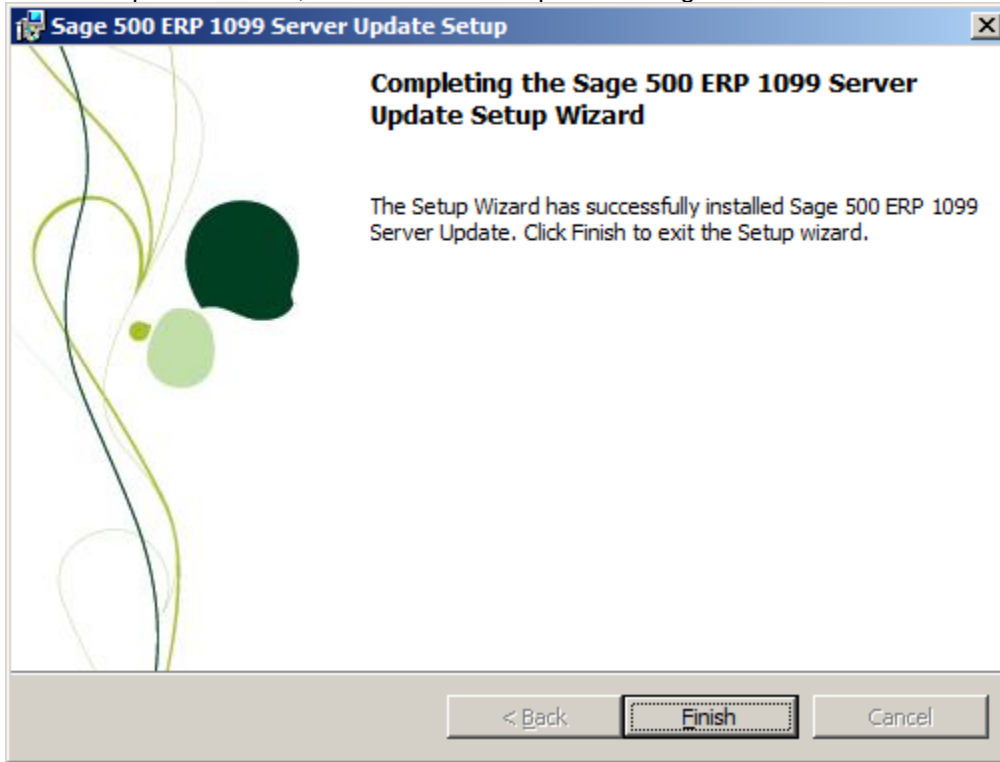 Sage 500 ERP 1099 Server Update Setup
Completing the Sage 500 ERP 1099 Server
Update Setup Wizard
The Setup Wizard has successfully installed Sage 500 ERP 1099
Server Update. Click Finish to exit the Setup wizard.
< Back Finish Cancel